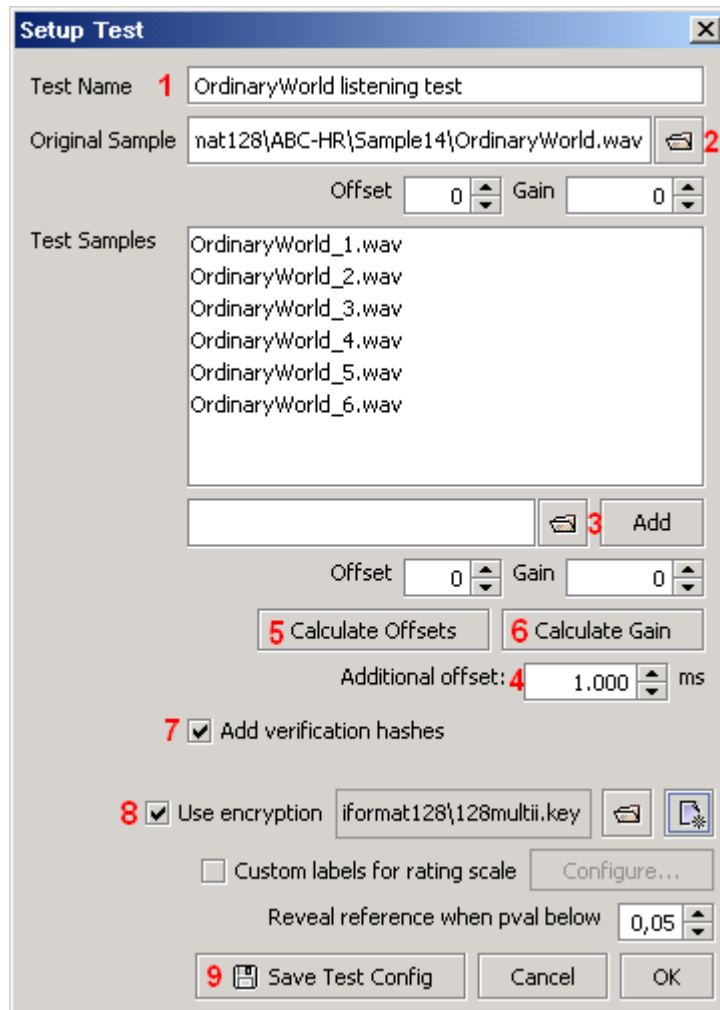 Setup Test
Test Name 1 OrdinaryWorld listening test
Original Sample nat128\ABC-HR\Sample14\OrdinaryWorld.wav 2
Offset 0 Gain 0
Test Samples
OrdinaryWorld_1.wav
OrdinaryWorld_2.wav
OrdinaryWorld_3.wav
OrdinaryWorld_4.wav
OrdinaryWorld_5.wav
OrdinaryWorld_6.wav
3 Add
Offset 0 Gain 0
5 Calculate Offsets 6 Calculate Gain
Additional offset: 4 1.000 ms
7 Add verification hashes
8 Use encryption iformat128\128multii.key
Custom labels for rating scale Configure...
Reveal reference when pval below 0,05
9 Save Test Config Cancel OK